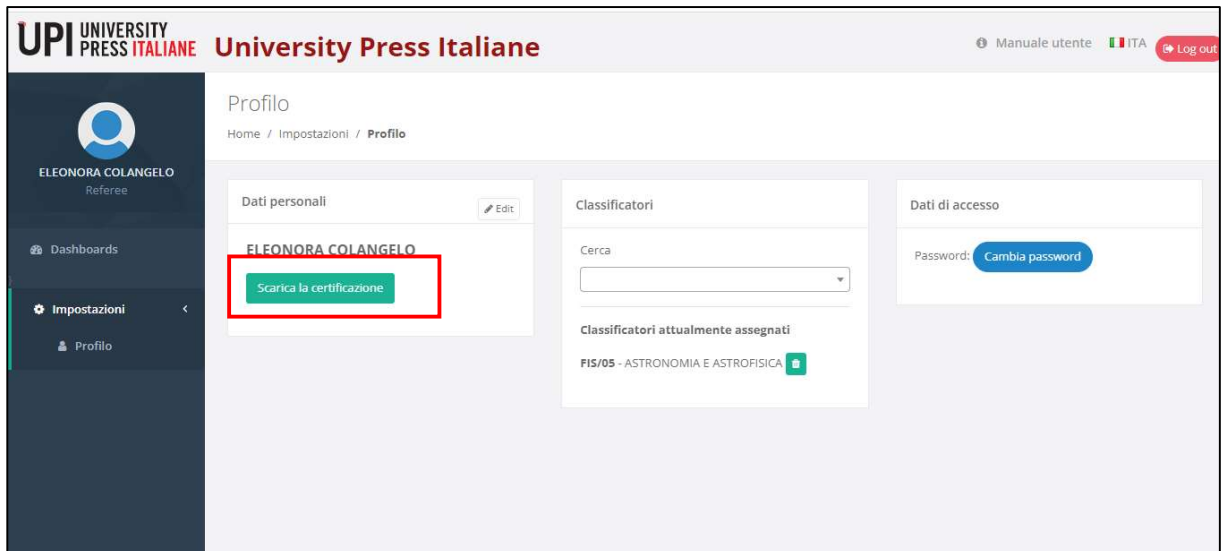 UPI UNIVERSITY PRESS ITALIANE
University Press Italiane
Manuale utente
ITA
Log out
ELEONORA COLANGELO
Referee
Dashboards
Impostazioni
Profilo
Profilo
Home / Impostazioni / Profilo
Dati personali
Edit
ELEONORA COLANGELO
Scarica la certificazione
Classificatori
Cerca
Classificatori attualmente assegnati
FIS/05 - ASTRONOMIA E ASTROFISICA
Dati di accesso
Password:
Cambia password